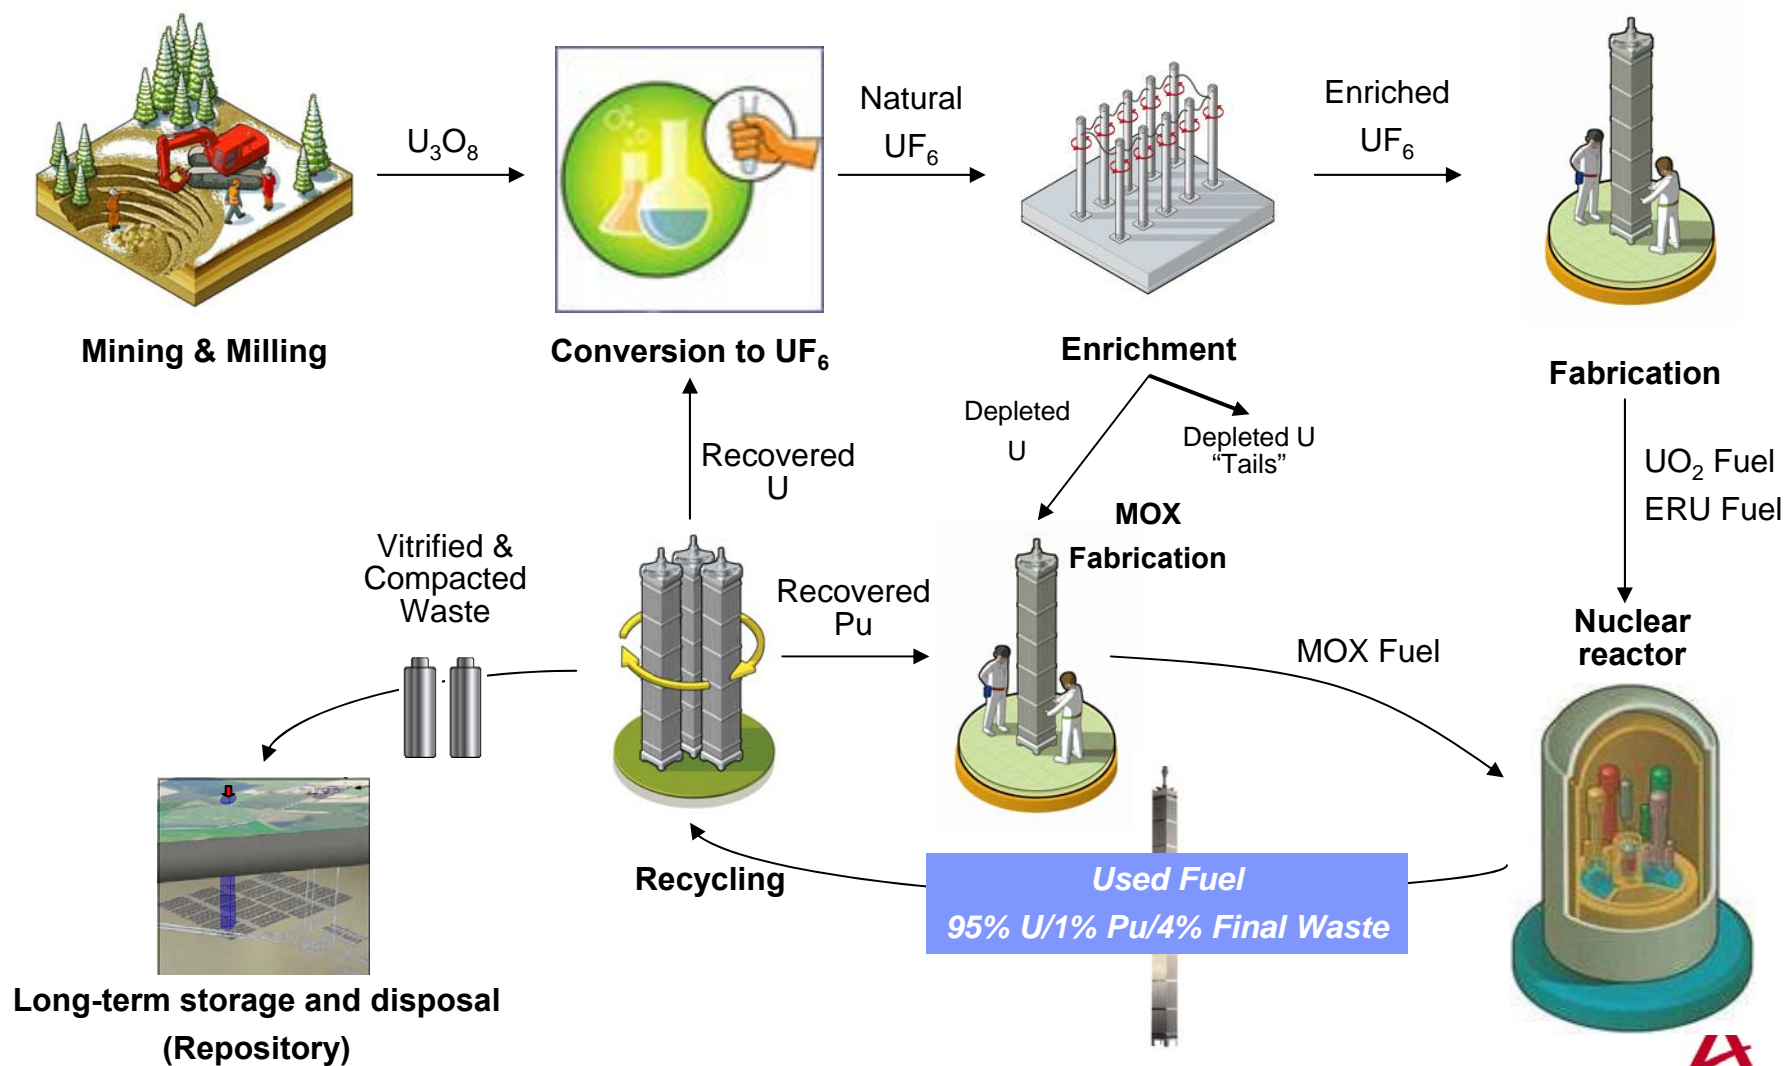 U₃O₈
Natural
UF₆
Enriched
UF₆
Mining & Milling
Conversion to UF₆
Enrichment
Fabrication
Depleted
U
Depleted U
“Tails”
Recovered
U
UO₂ Fuel
ERU Fuel
MOX
Fabrication
Vitrified &
Compacted
Waste
Recovered
Pu
MOX Fuel
Nuclear
reactor
Recycling
Used Fuel
95% U/1% Pu/4% Final Waste
Long-term storage and disposal
(Repository)